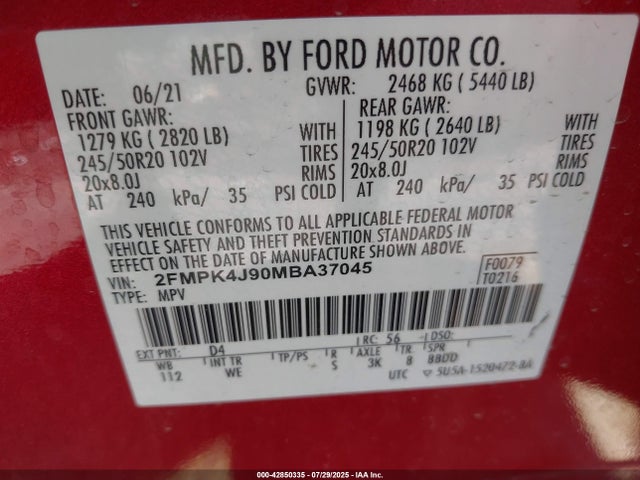 MFD. BY FORD MOTOR CO.
DATE: 06/21 GVWR: 2468 KG (5440 LB)
FRONT GAWR: REAR GAWR:
1279 KG (2820 LB) WITH 1198 KG (2640 LB) WITH
245/50R20 102V TIRES 245/50R20 102V TIRES
20x8.0J RIMS 20x8.0J RIMS
AT 240 kPa/ 35 PSI COLD AT 240 kPa/ 35 PSI COLD
THIS VEHICLE CONFORMS TO ALL APPLICABLE FEDERAL MOTOR
VEHICLE SAFETY AND THEFT PREVENTION STANDARDS IN
EFFECT ON THE DATE OF MANUFACTURE SHOWN ABOVE.
VIN: 2FMPK4J90MBA37045 F0079
TYPE: MPV T0216
EXT PNT: D4 RC: 56 DSO:
WB INT TR TP/PS R AXLE TR SPR
112 WE S 3K 8 BBDD
UTC 5U5A-1520472-BA
000-42850335 - 07/29/2025 - IAA Inc.